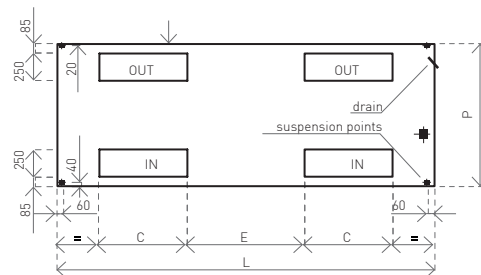 85
250
20
OUT
OUT
drain
P
suspension points
250
40
IN
IN
85
60
60
=
C
E
C
=
L